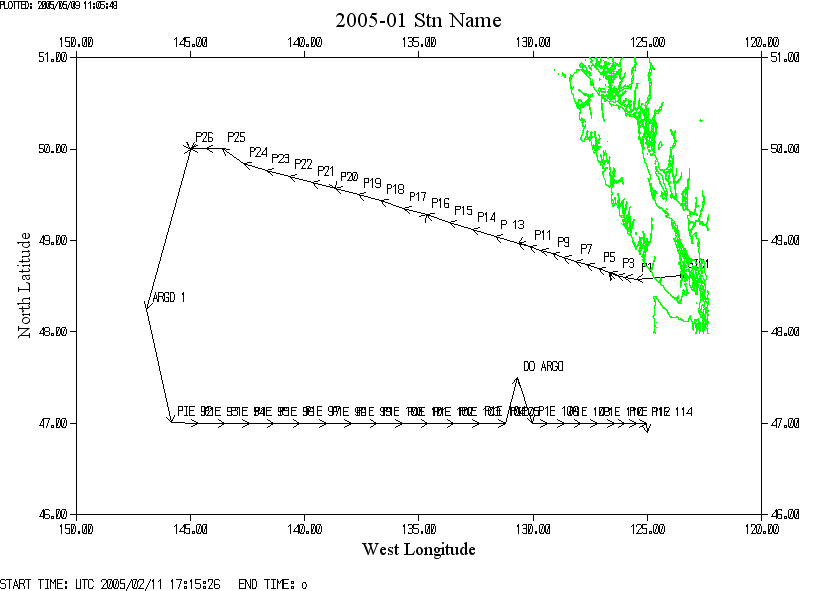 PLOTTED: 2005/05/09 11:05:49
2005-01 Stn Name
150.00 145.00 140.00 135.00 130.00 125.00 120.00
51.00 51.00
50.00 50.00
49.00 49.00
48.00 48.00
47.00 47.00
46.00 46.00
P26 P25 P24 P23 P22 P21 P20 P19 P18 P17 P16 P15 P14 P 13 P11 P9 P7 P5 P3 P1
ARGO 1
DO ARGO
PIE 114
North Latitude
150.00 145.00 140.00 135.00 130.00 125.00 120.00
West Longitude
START TIME: UTC 2005/02/11 17:15:26 END TIME: o